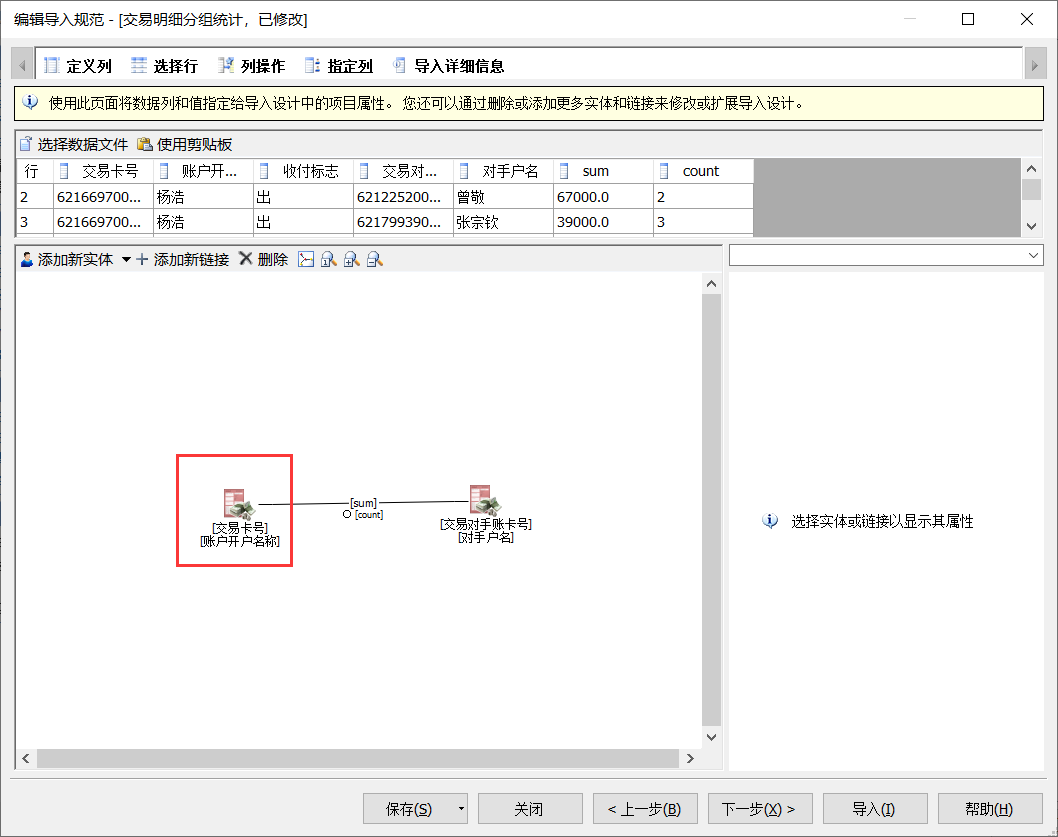 编辑导入规范 - [交易明细分组统计，已修改]
定义列 选择行 列操作 指定列 导入详细信息
使用此页面将数据列和值指定给导入设计中的项目属性。 您还可以通过删除或添加更多实体和链接来修改或扩展导入设计。
选择数据文件 使用剪贴板
行 交易卡号 账户开... 收付标志 交易对... 对手户名 sum count
2 621669700... 杨浩 出 621225200... 曾敬 67000.0 2
3 621669700... 杨浩 出 621799390... 张宗钦 39000.0 3
添加新实体 添加新链接 删除
[sum]
[count]
[交易卡号]
[账户开户名称]
[交易对手账卡号]
[对手户名]
选择实体或链接以显示其属性
保存(S) 关闭 < 上一步(B) 下一步(X) > 导入(I) 帮助(H)